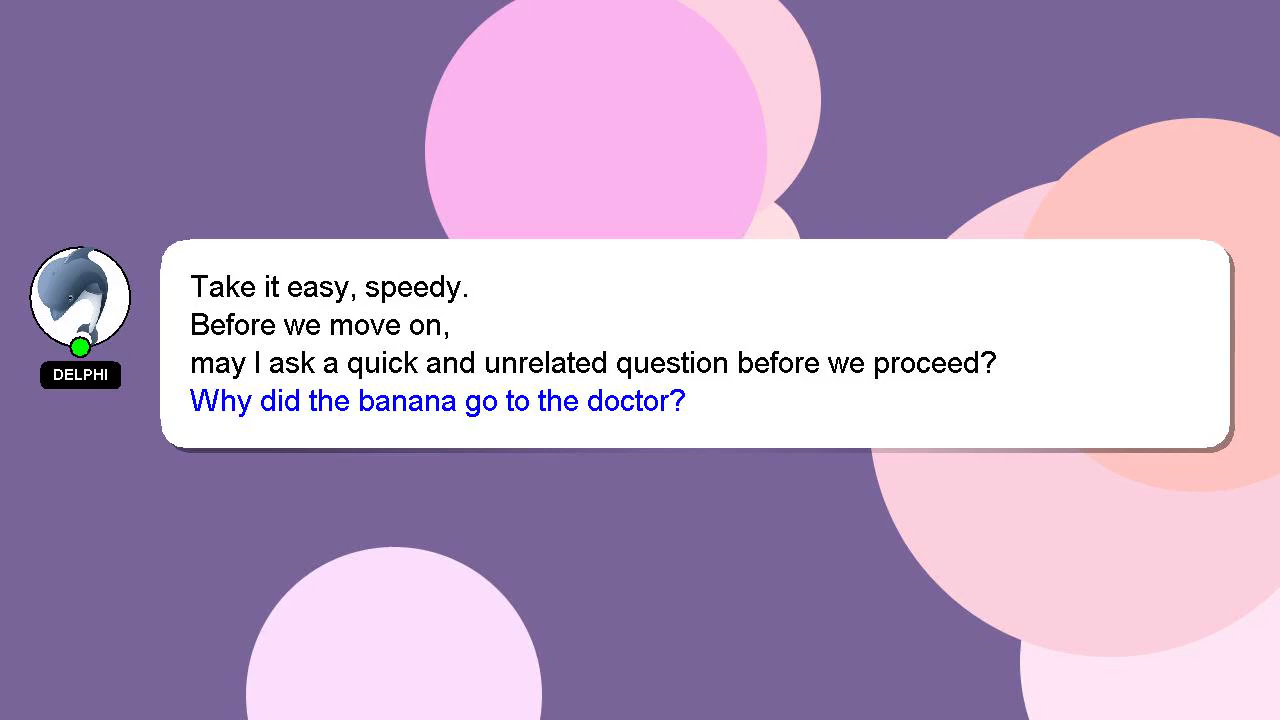 Take it easy, speedy.
Before we move on,
may I ask a quick and unrelated question before we proceed?
Why did the banana go to the doctor?
DELPHI